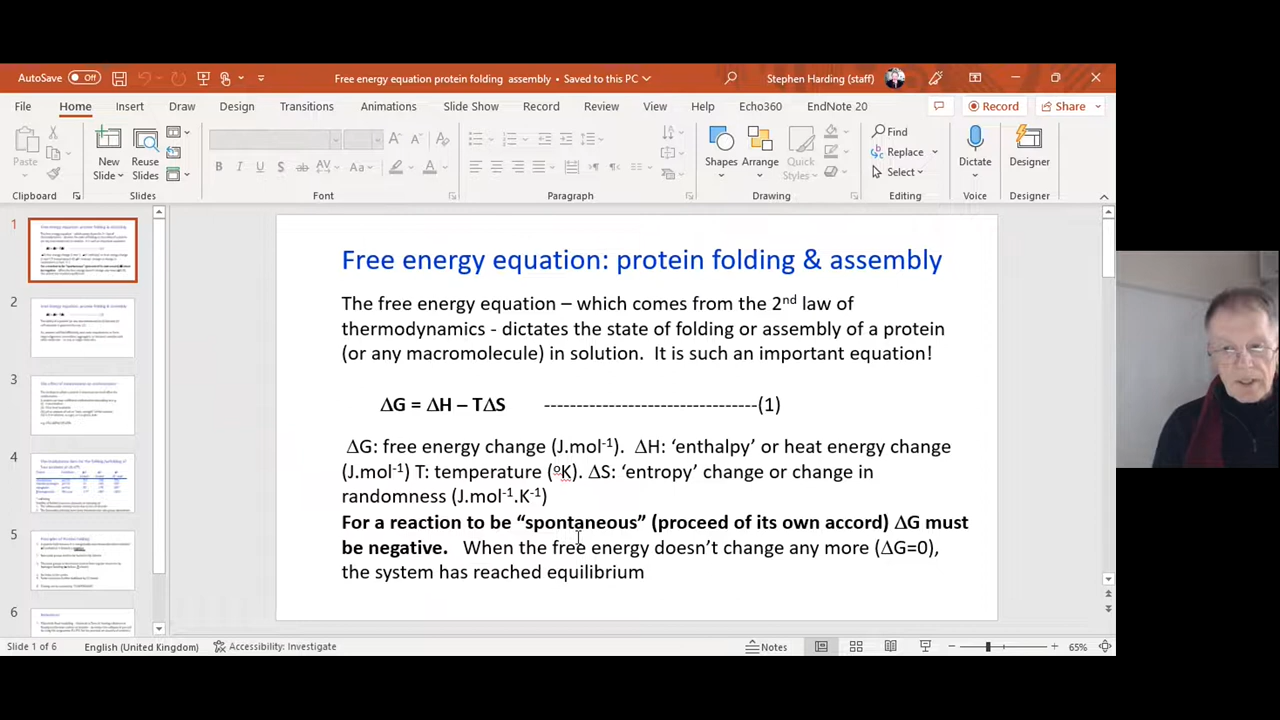 AutoSave Off
Free energy equation protein folding assembly • Saved to this PC
Stephen Harding (staff)
File Home Insert Draw Design Transitions Animations Slide Show Record Review View Help Echo360 EndNote 20
Record Share
Paste
New Slide
Reuse Slides
Shapes Arrange Quick Styles
Find
Replace
Select
Dictate
Designer
Clipboard Slides Font Paragraph Drawing Editing Voice Designer
1
2
3
4
5
6
Free energy equation: protein folding & assembly
The free energy equation – which comes from the 2nd law of
thermodynamics– dictates the state of folding or assembly of a protein
(or any macromolecule) in solution. It is such an important equation!
ΔG = ΔH – TΔS ------------------------------- (1)
ΔG: free energy change (J.mol-1). ΔH: ‘enthalpy’ or heat energy change
(J.mol-1) T: temperature (K), ΔS: ‘entropy’ change or change in
randomness (J.mol-1.K-1)
For a reaction to be “spontaneous” (proceed of its own accord) ΔG must
be negative. When the free energy doesn’t change any more (ΔG=0),
the system has reached equilibrium
Slide 1 of 6 English (United Kingdom) Accessibility: Investigate
Notes
65%